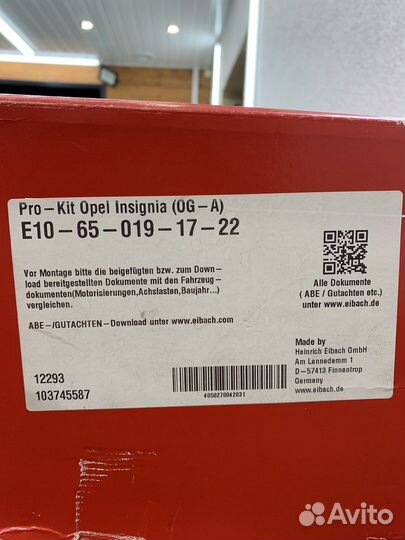 Pro-Kit Opel Insignia (OG-A)
E10-65-019-17-22
Vor Montage bitte die beigefügten bzw. zum Down-
load bereitgestellten Dokumente mit den Fahrzeug-
dokumenten(Motorisierungen,Achslasten,Baujahr...)
vergleichen.
ABE-/GUTACHTEN-Download unter www.eibach.com
Alle Dokumente
( ABE / Gutachten etc. )
unter www.eibach.de
12293
103745587
4050278042031
Made by
Heinrich Eibach GmbH
Am Lennedamm 1
D-57413 Finnentrop
Germany
www.eibach.de
Avito